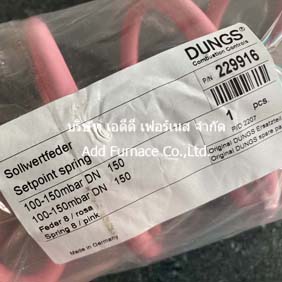 DUNGS®
Combustion Controls
P/N 229916
1 pcs.
P/C 2207
Original DUNGS Ersatzteil
Original DUNGS spare part
Sollwertfeder
Setpoint spring
100-150mbar DN 150
100-150mbar DN 150
Feder 8 / rosa
Spring 8 / pink
Made in Germany
บริษัท เอดีดี เฟอร์เนส จำกัด
Add Furnace Co.,Ltd.